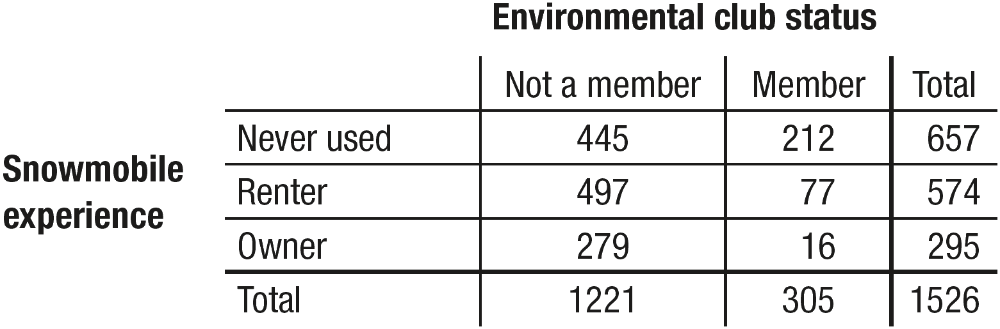 Environmental club status
Not a member Member Total
Never used 445 212 657
Snowmobile experience
Renter 497 77 574
Owner 279 16 295
Total 1221 305 1526